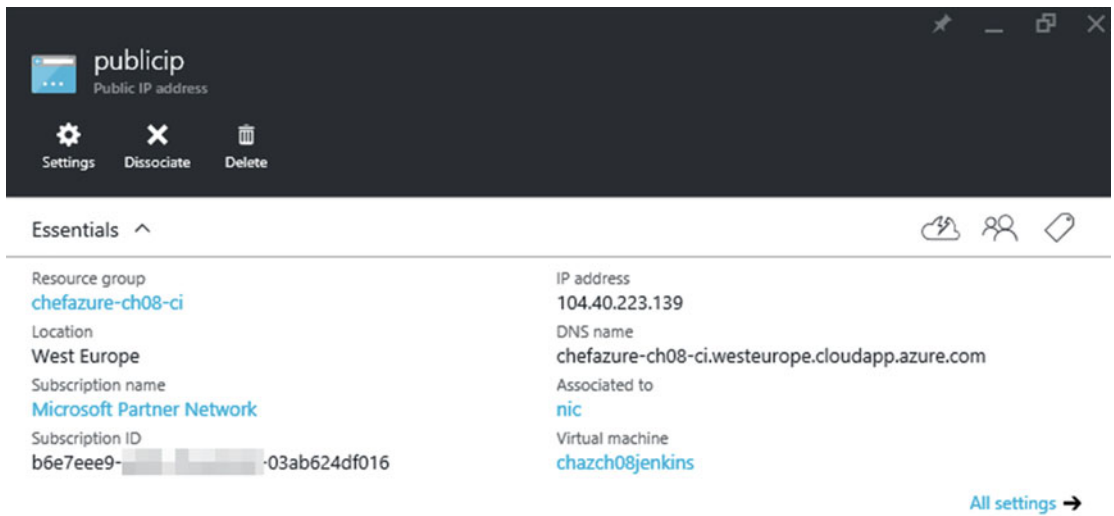 publicip
Public IP address
Settings Dissociate Delete
Essentials
Resource group
chefazure-ch08-ci
Location
West Europe
Subscription name
Microsoft Partner Network
Subscription ID
b6e7eee9- -03ab624df016
IP address
104.40.223.139
DNS name
chefazure-ch08-ci.westeurope.cloudapp.azure.com
Associated to
nic
Virtual machine
chazch08jenkins
All settings